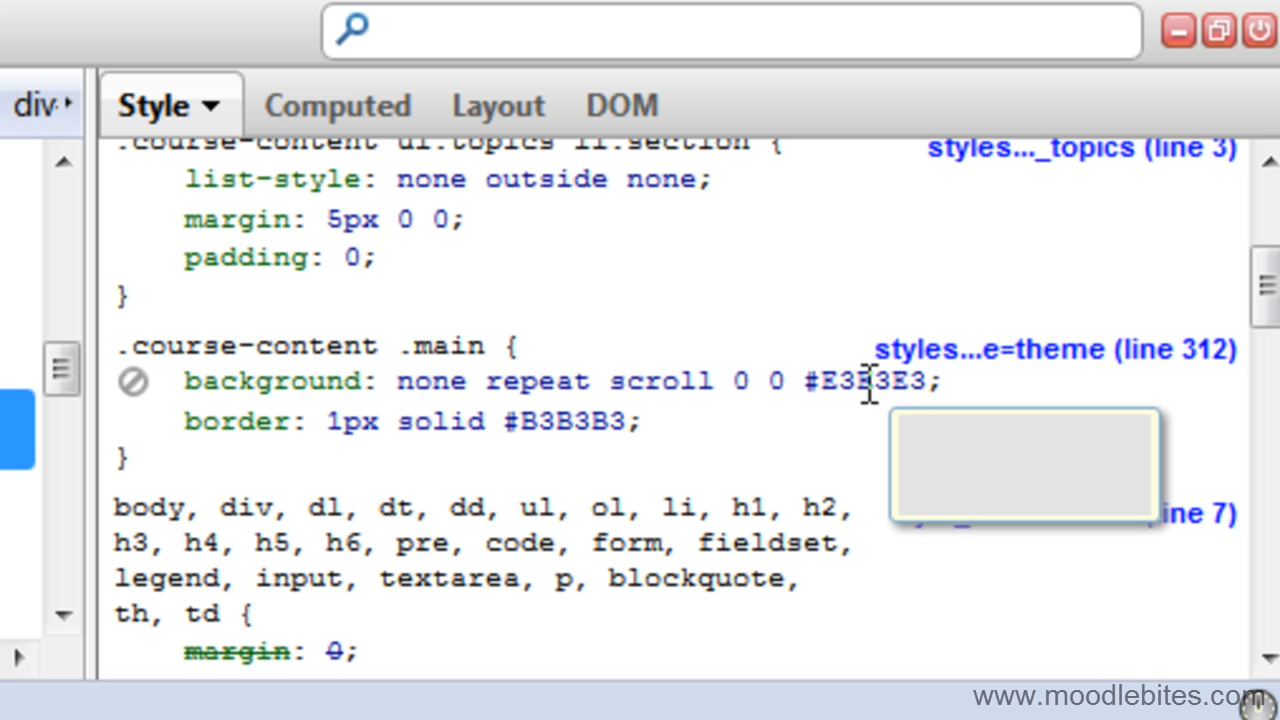 div
Style Computed Layout DOM
.course-content ul.topics li.section { styles..._topics (line 3)
list-style: none outside none;
margin: 5px 0 0;
padding: 0;
}
.course-content .main { styles...e=theme (line 312)
background: none repeat scroll 0 0 #E3E3E3;
border: 1px solid #B3B3B3;
}
body, div, dl, dt, dd, ul, ol, li, h1, h2, ine 7)
h3, h4, h5, h6, pre, code, form, fieldset,
legend, input, textarea, p, blockquote,
th, td {
margin: 0;
www.moodlebites.com